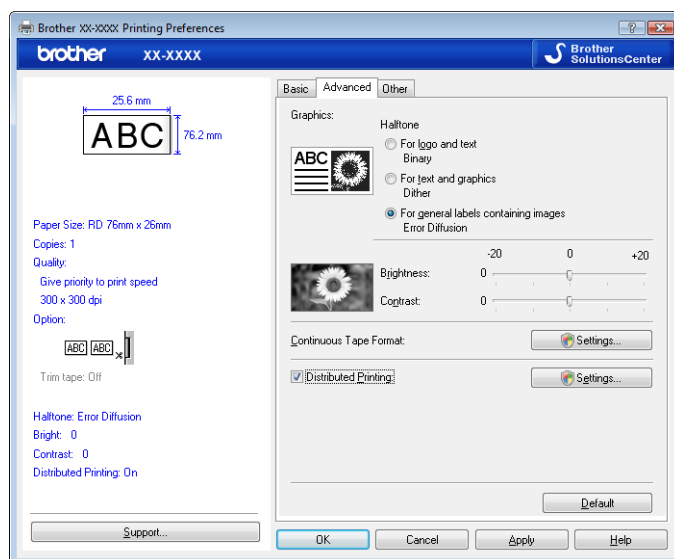 Brother XX-XXXX Printing Preferences
brother XX-XXXX
Brother
SolutionsCenter
25.6 mm
ABC
76.2 mm
Paper Size: RD 76mm x 26mm
Copies: 1
Quality:
Give priority to print speed
300 x 300 dpi
Option:
ABC ABC
Trim tape: Off
Halftone: Error Diffusion
Bright: 0
Contrast: 0
Distributed Printing: On
Support...
Basic Advanced Other
Graphics:
ABC
Halftone
For logo and text
Binary
For text and graphics
Dither
For general labels containing images
Error Diffusion
-20 0 +20
Brightness: 0
Contrast: 0
Continuous Tape Format: Settings...
Distributed Printing: Settings...
Default
OK Cancel Apply Help